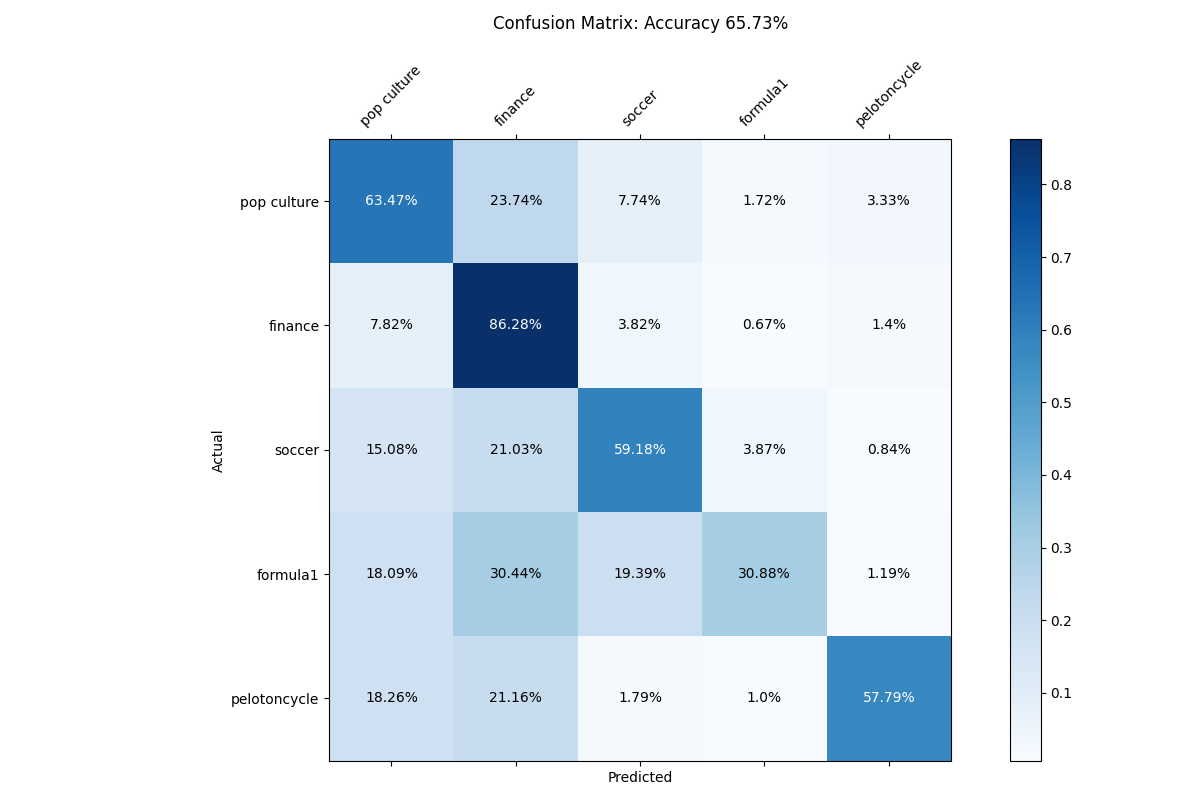 Confusion Matrix: Accuracy 65.73%
pop culture finance soccer formula1 pelotoncycle
pop culture 63.47% 23.74% 7.74% 1.72% 3.33%
finance 7.82% 86.28% 3.82% 0.67% 1.4%
soccer 15.08% 21.03% 59.18% 3.87% 0.84%
formula1 18.09% 30.44% 19.39% 30.88% 1.19%
pelotoncycle 18.26% 21.16% 1.79% 1.0% 57.79%
Actual
Predicted
0.8
0.7
0.6
0.5
0.4
0.3
0.2
0.1